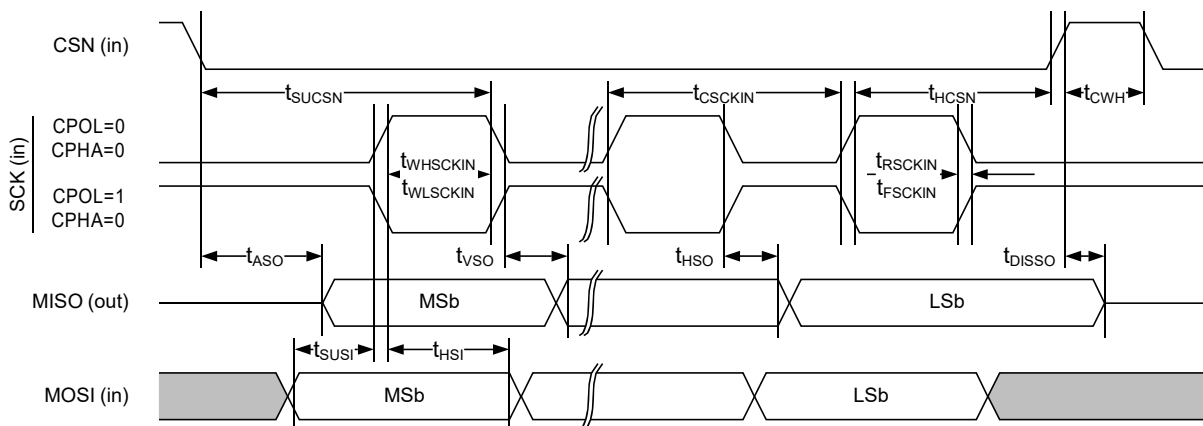 CSN (in)
tSUCSN
tCSCKIN
tHCSN
tCWH
SCK (in)
CPOL=0
CPHA=0
CPOL=1
CPHA=0
tWHSCKIN
tWLSCKIN
tRSCKIN
tFSCKIN
tASO
tVSO
tHSO
tDISSO
MISO (out)
MSb
LSb
tSUSI
tHSI
MOSI (in)
MSb
LSb